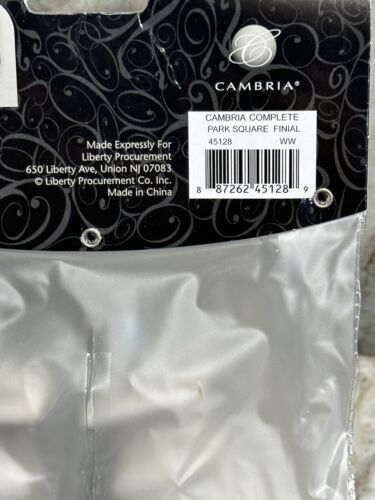 C
CAMBRIA®
CAMBRIA COMPLETE
PARK SQUARE FINIAL
45128 WW
8 87262 45128 9
Made Expressly For
Liberty Procurement
650 Liberty Ave, Union NJ 07083
© Liberty Procurement Co. Inc.
Made in China